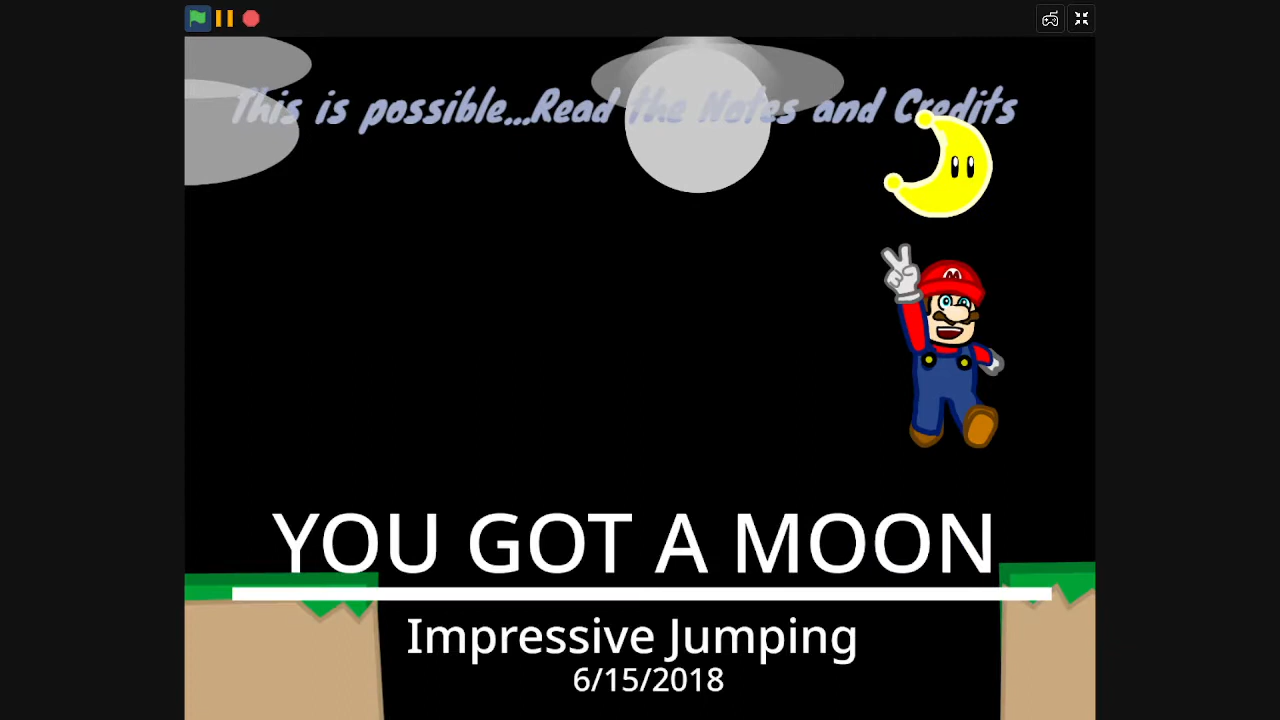 This is possible...Read the Notes and Credits
M
YOU GOT A MOON
Impressive Jumping
6/15/2018